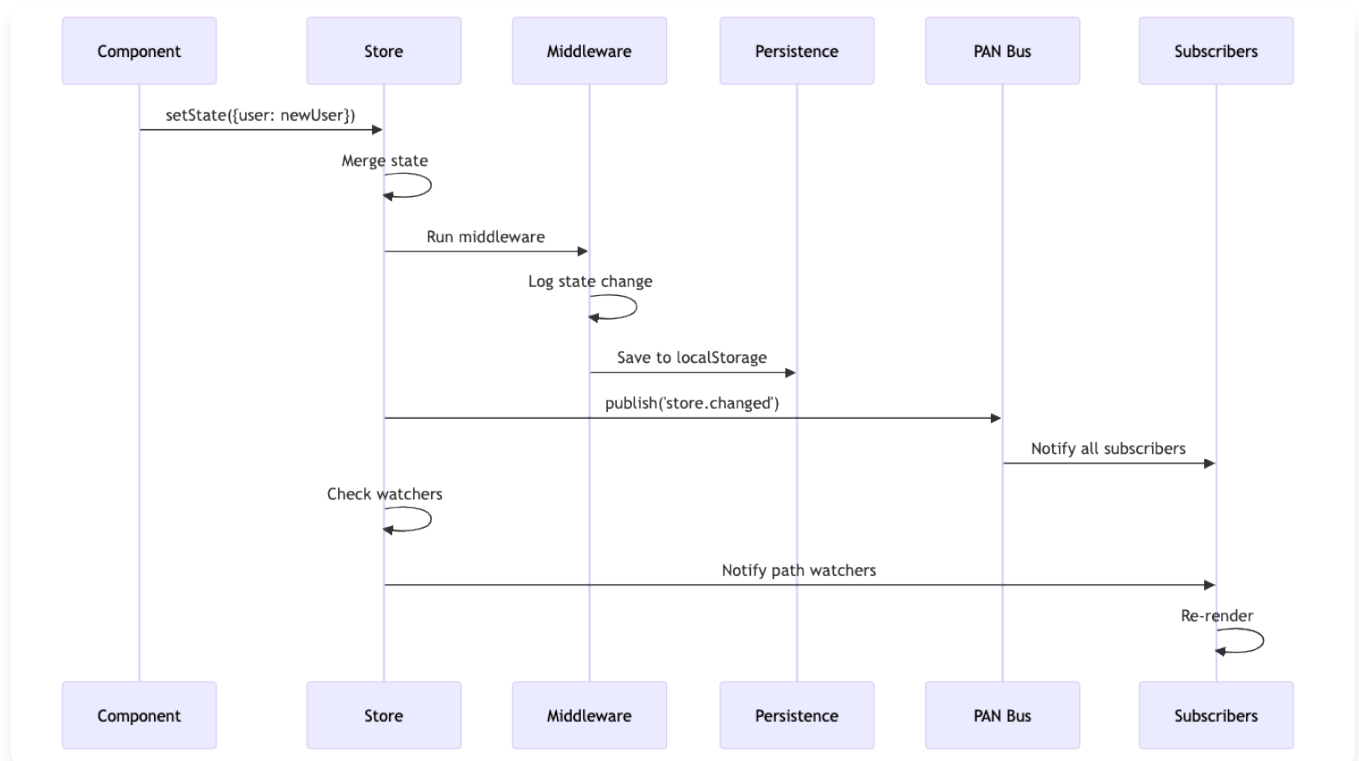 Component
Store
Middleware
Persistence
PAN Bus
Subscribers
setState({user: newUser})
Merge state
Run middleware
Log state change
Save to localStorage
publish('store.changed')
Notify all subscribers
Check watchers
Notify path watchers
Re-render
Component
Store
Middleware
Persistence
PAN Bus
Subscribers